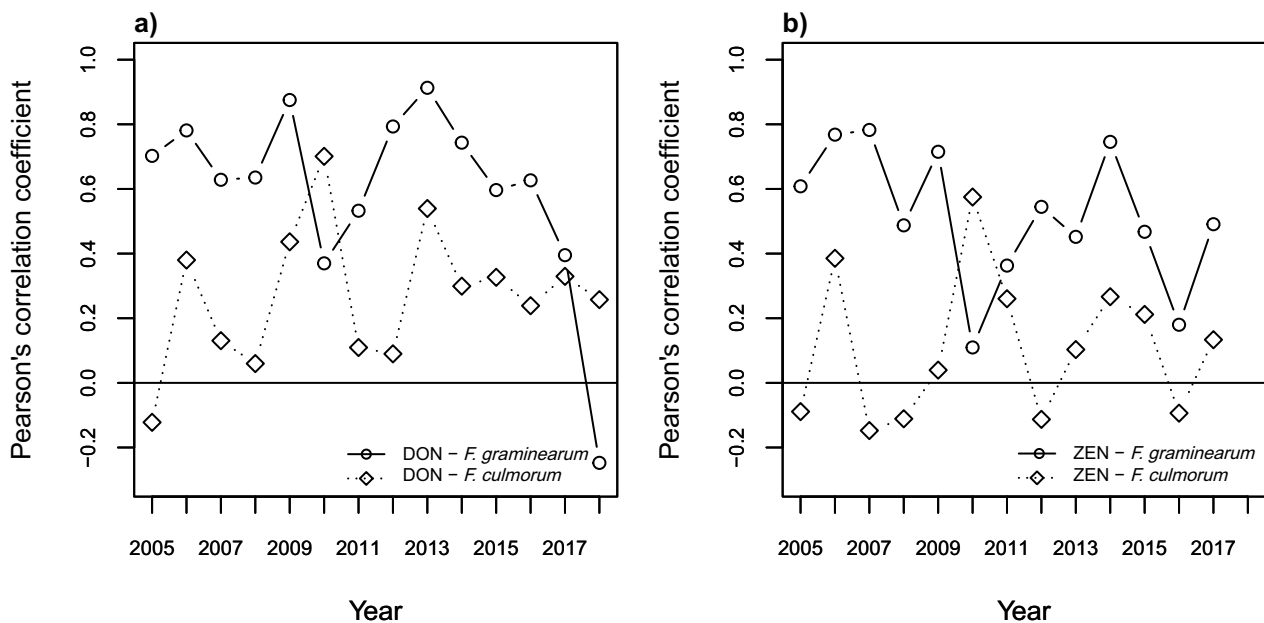 a)
Pearson's correlation coefficient
1.0
0.8
0.6
0.4
0.2
0.0
−0.2
DON − F. graminearum
DON − F. culmorum
2005 2007 2009 2011 2013 2015 2017
Year
b)
Pearson's correlation coefficient
1.0
0.8
0.6
0.4
0.2
0.0
−0.2
ZEN − F. graminearum
ZEN − F. culmorum
2005 2007 2009 2011 2013 2015 2017
Year